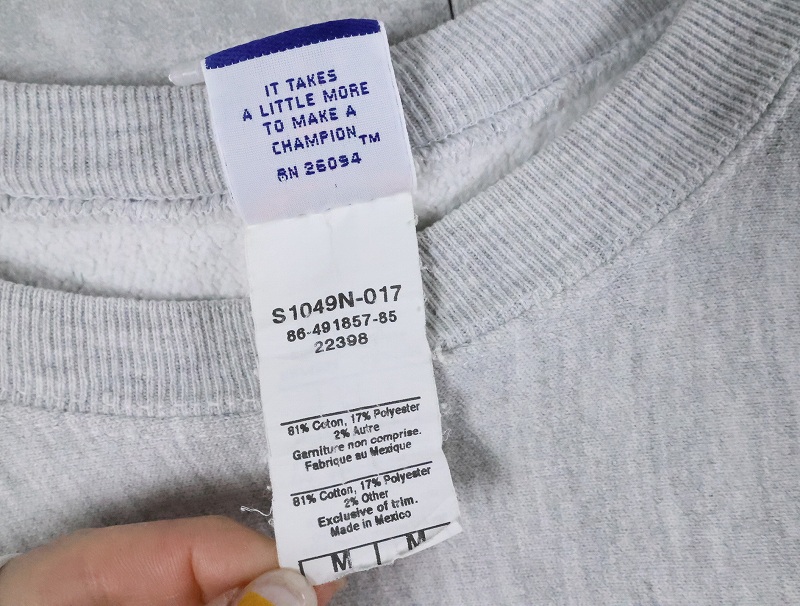 IT TAKES
A LITTLE MORE
TO MAKE A
CHAMPION™
RN 26094
S1049N-017
86-491857-85
22398
81% Coton, 17% Polyester
2% Autre
Garniture non comprise.
Fabriqué au Mexique
81% Cotton, 17% Polyester
2% Other
Exclusive of trim.
Made in Mexico
M M